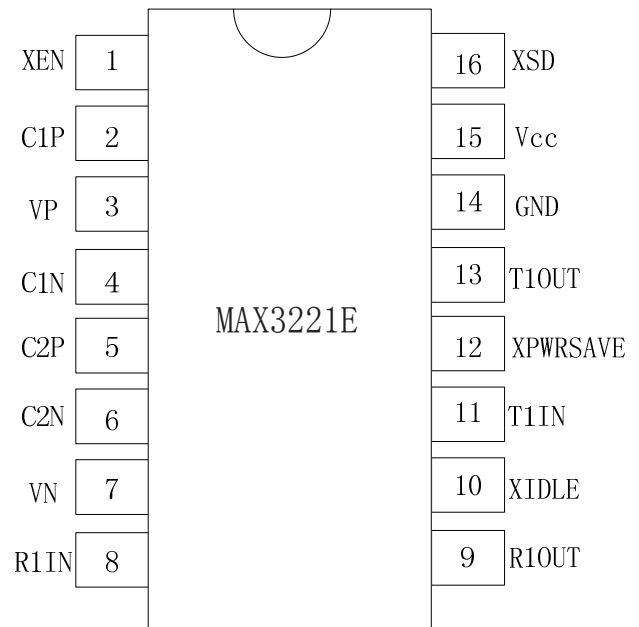 XEN 1 16 XSD
C1P 2 15 Vcc
VP 3 14 GND
C1N 4 13 T1OUT
MAX3221E
C2P 5 12 XPWRSAVE
C2N 6 11 T1IN
VN 7 10 XIDLE
R1IN 8 9 R1OUT